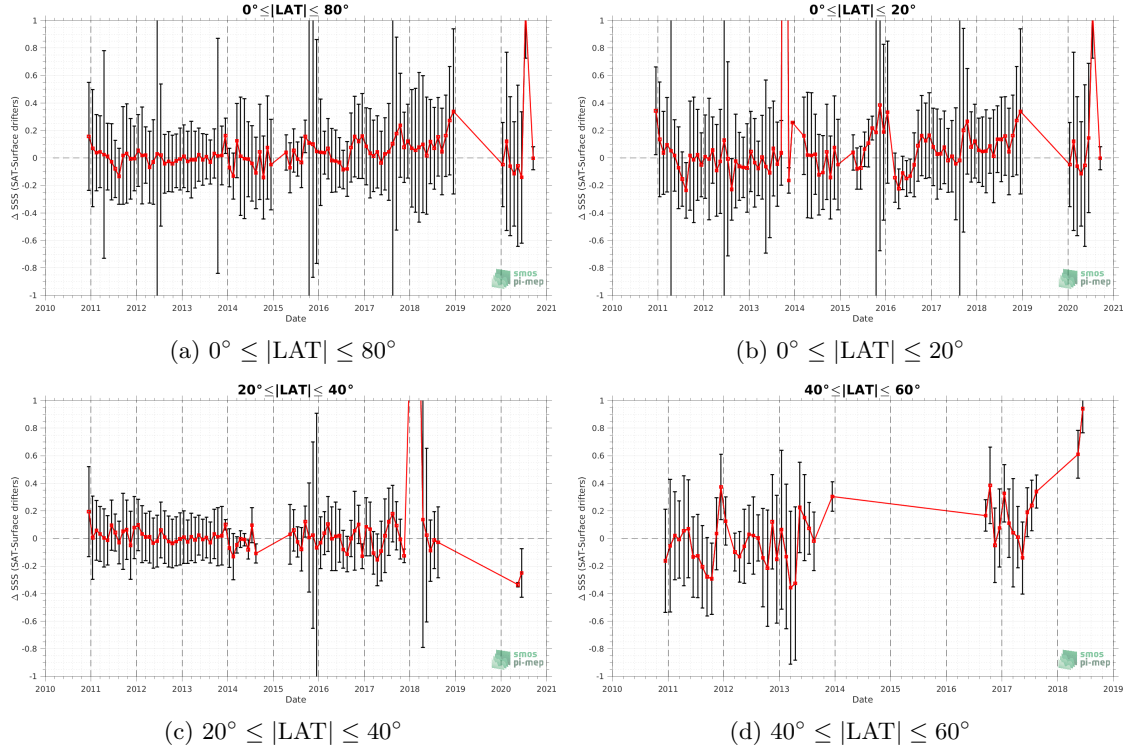 0°≤|LAT|≤ 80°
Δ SSS (SAT-Surface drifters)
1
0.8
0.6
0.4
0.2
0
-0.2
-0.4
-0.6
-0.8
-1
smos
pi-mep
2010 2011 2012 2013 2014 2015 2016 2017 2018 2019 2020 2021
Date
(a) 0° ≤ |LAT| ≤ 80°
0°≤|LAT|≤ 20°
Δ SSS (SAT-Surface drifters)
1
0.8
0.6
0.4
0.2
0
-0.2
-0.4
-0.6
-0.8
-1
smos
pi-mep
2010 2011 2012 2013 2014 2015 2016 2017 2018 2019 2020 2021
Date
(b) 0° ≤ |LAT| ≤ 20°
20°≤|LAT|≤ 40°
Δ SSS (SAT-Surface drifters)
1
0.8
0.6
0.4
0.2
0
-0.2
-0.4
-0.6
-0.8
-1
smos
pi-mep
2010 2011 2012 2013 2014 2015 2016 2017 2018 2019 2020 2021
Date
(c) 20° ≤ |LAT| ≤ 40°
40°≤|LAT|≤ 60°
Δ SSS (SAT-Surface drifters)
1
0.8
0.6
0.4
0.2
0
-0.2
-0.4
-0.6
-0.8
-1
smos
pi-mep
2010 2011 2012 2013 2014 2015 2016 2017 2018 2019
Date
(d) 40° ≤ |LAT| ≤ 60°